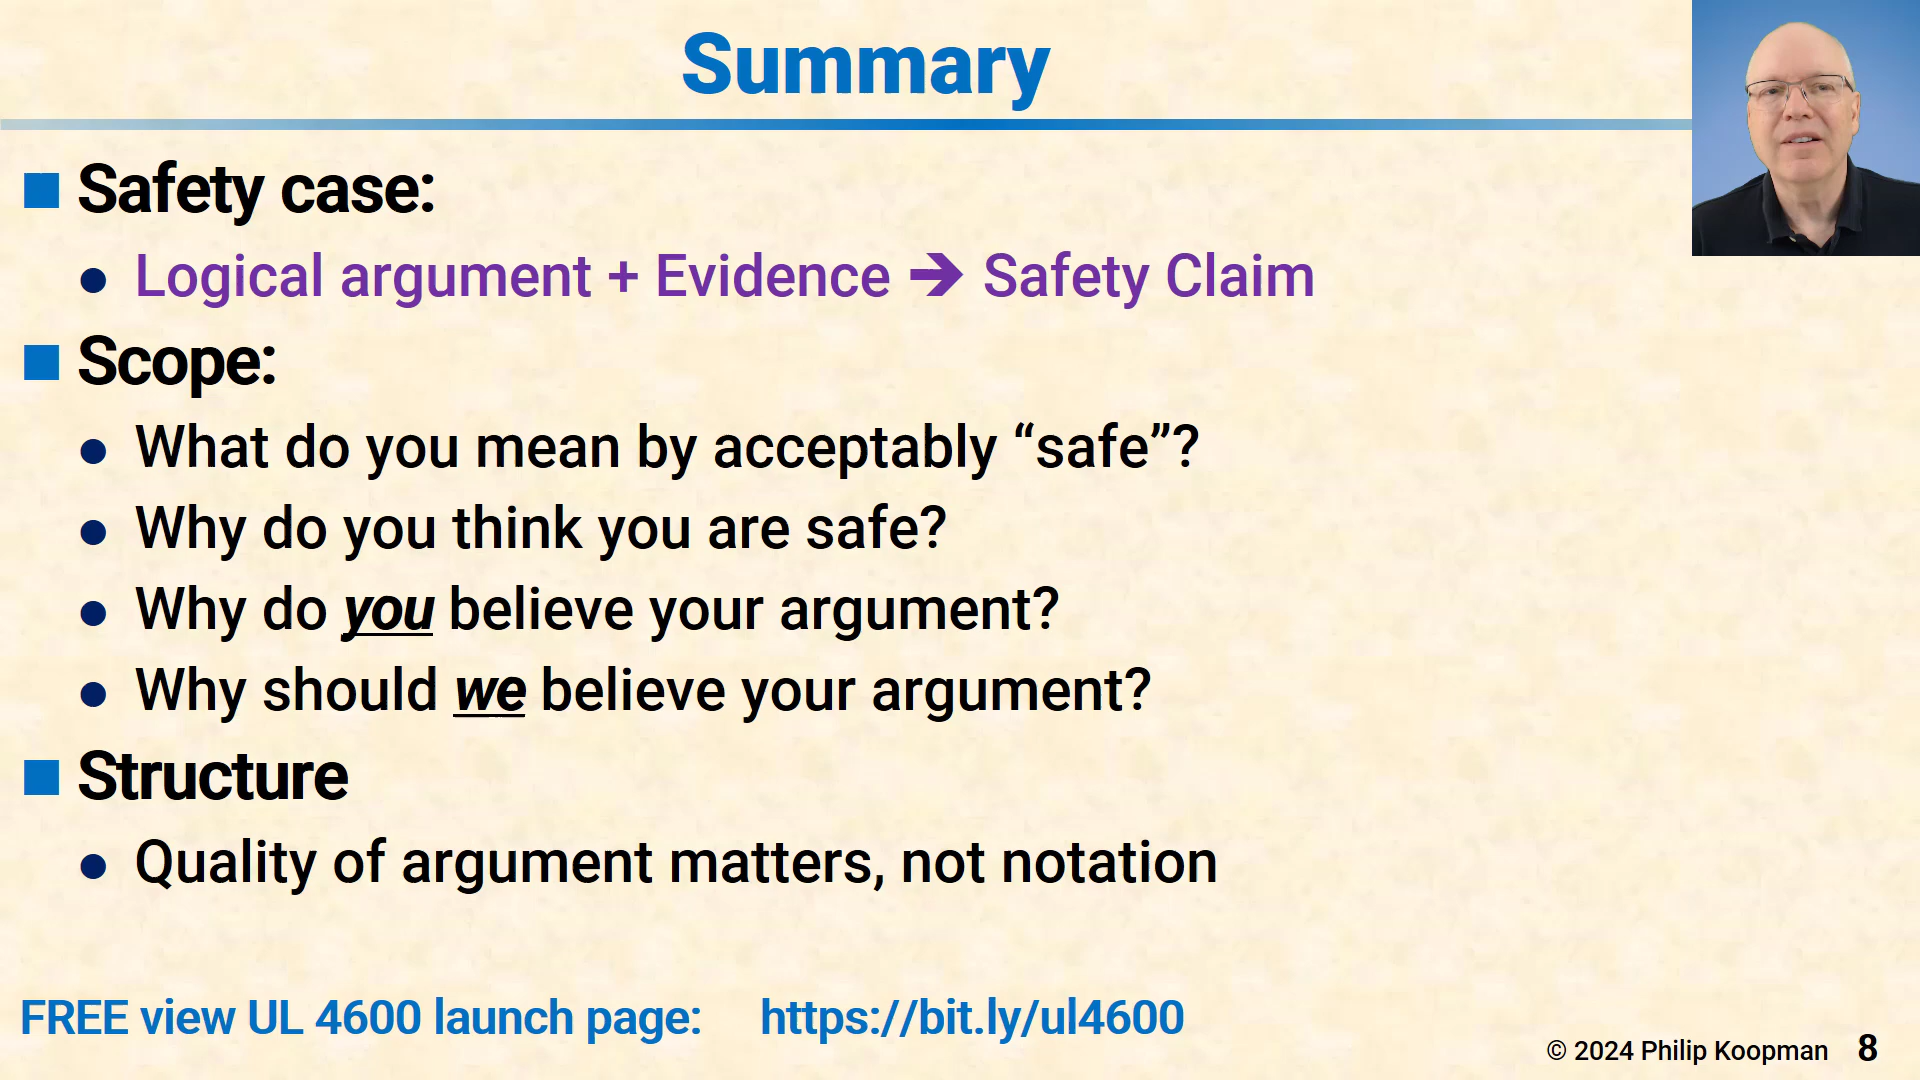 Summary
Safety case:
Logical argument + Evidence ➔ Safety Claim
Scope:
What do you mean by acceptably “safe”?
Why do you think you are safe?
Why do you believe your argument?
Why should we believe your argument?
Structure
Quality of argument matters, not notation
FREE view UL 4600 launch page: https://bit.ly/ul4600
© 2024 Philip Koopman 8